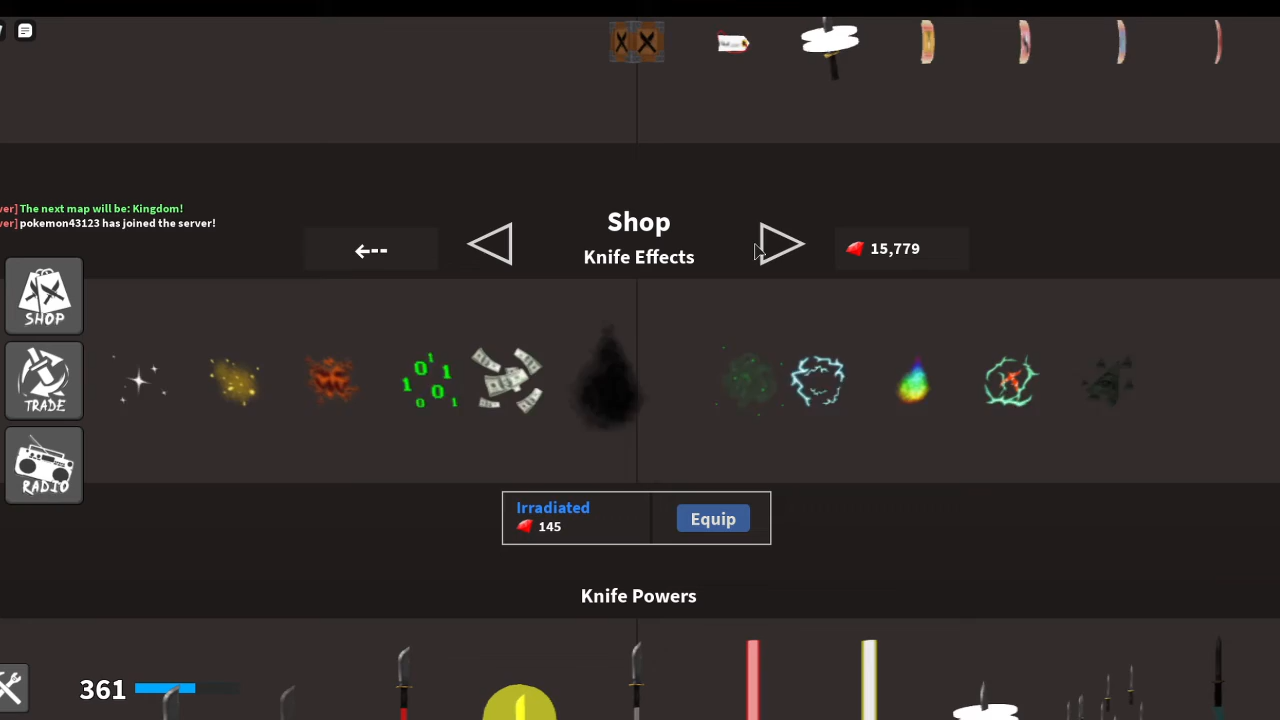 ver] The next map will be: Kingdom!
ver] pokemon43123 has joined the server!
Shop
Knife Effects
15,779
SHOP
TRADE
RADIO
Irradiated
145
Equip
Knife Powers
361